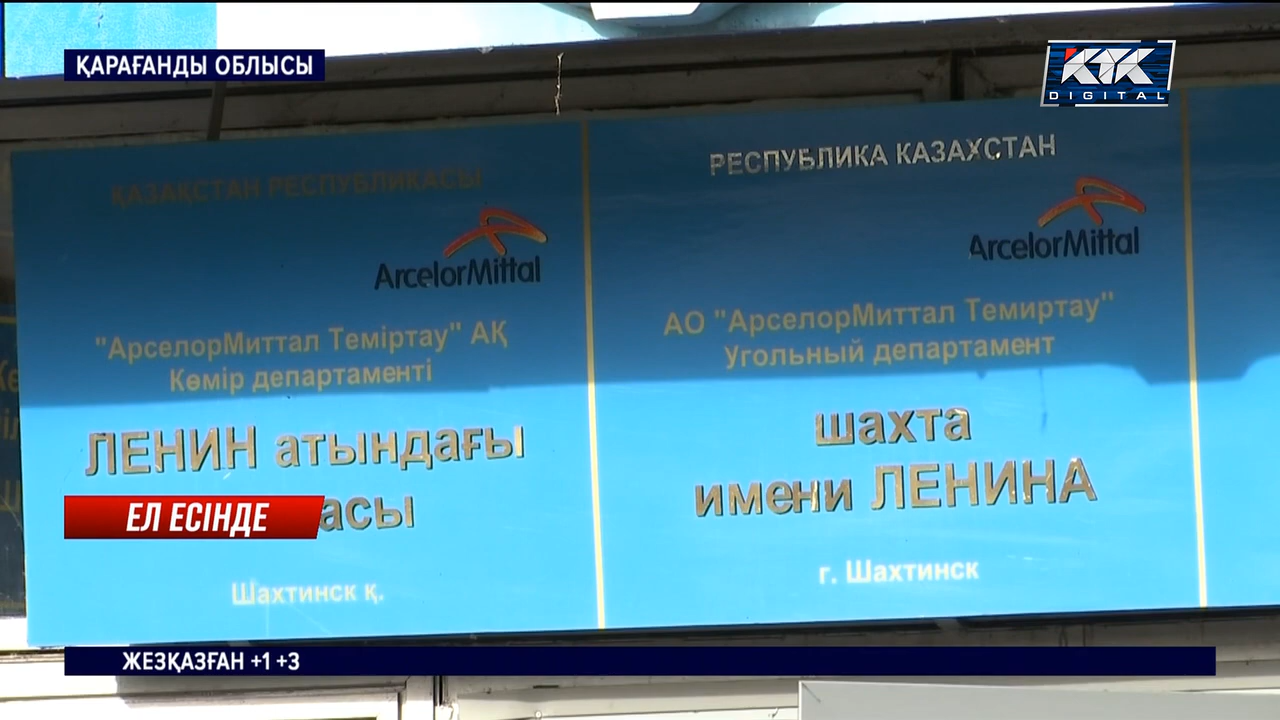 ҚАРАҒАНДЫ ОБЛЫСЫ
КТК
DIGITAL
ҚАЗАҚСТАН РЕСПУБЛИКАСЫ
ArcelorMittal
"АрселорМиттал Теміртау" АҚ
Көмір департаменті
ЛЕНИН атындағы
асы
Шахтинск қ.
РЕСПУБЛИКА КАЗАХСТАН
ArcelorMittal
АО "АрселорМиттал Темиртау"
Угольный департамент
шахта
имени ЛЕНИНА
г. Шахтинск
ЕЛ ЕСІНДЕ
ЖЕЗҚАЗҒАН +1 +3